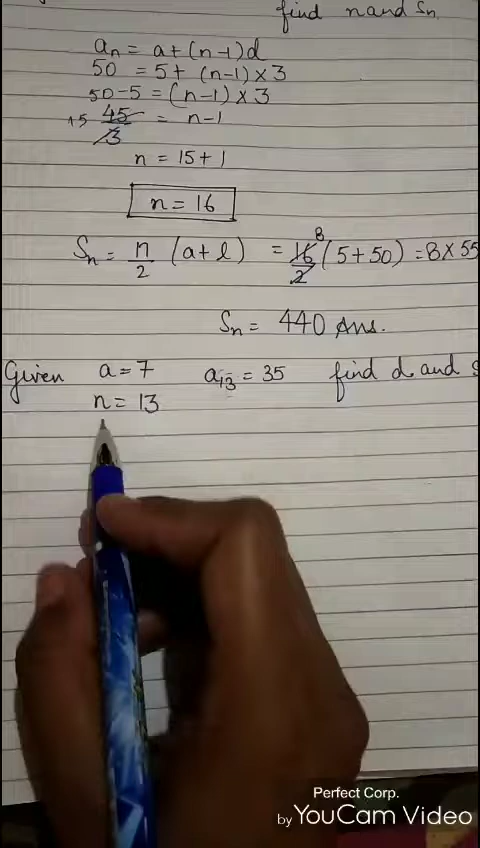 find n and Sn
an = a+(n-1)d
50 = 5+ (n-1)×3
50-5 = (n-1)×3
15 45/3 = n-1
n = 15+1
n = 16
Sn = n/2 (a+l) = 16/2 8 (5+50) = 8×55
Sn = 440 Ans.
Given a=7 a13 = 35 find d and S
n = 13
Perfect Corp.
by YouCam Video